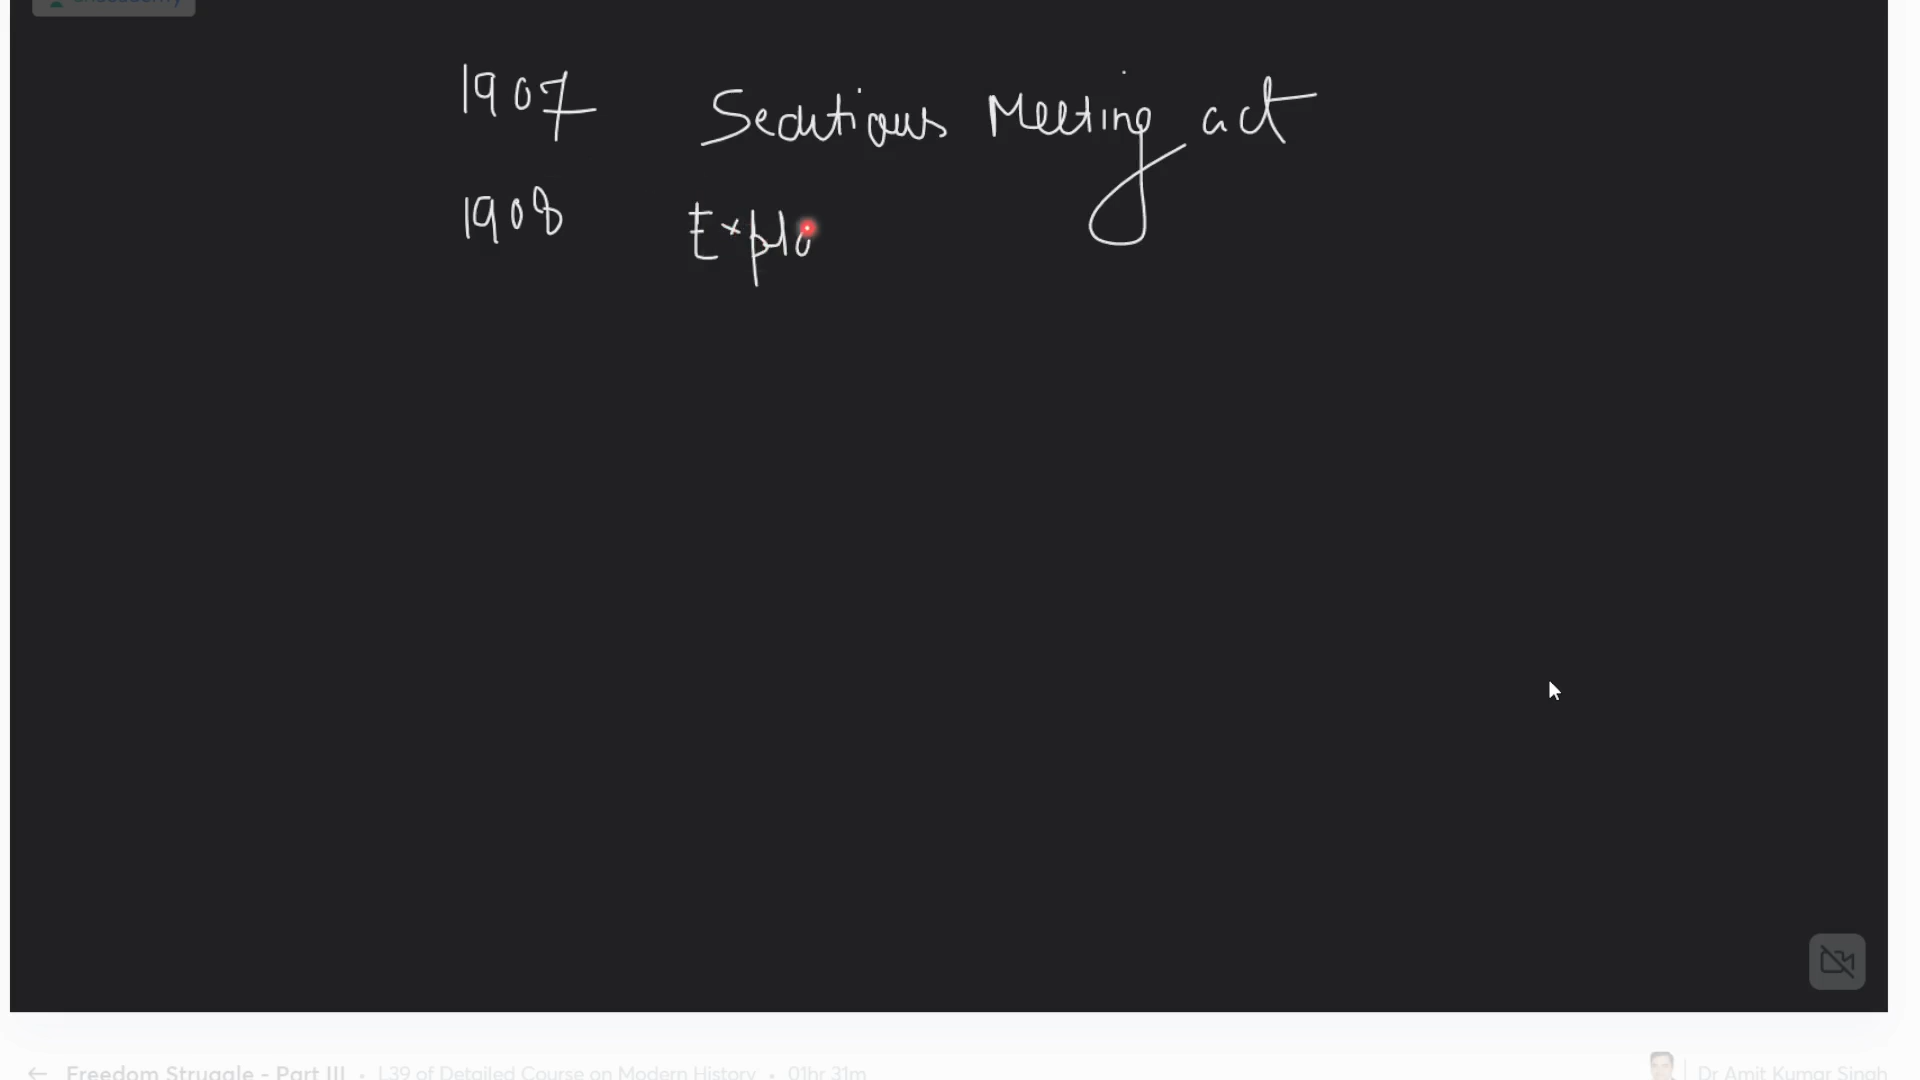 1907 Seditious Meeting act
1908 Explo
← Freedom Struggle - Part III • L39 of Detailed Course on Modern History • 01hr 31m
Dr Amit Kumar Singh